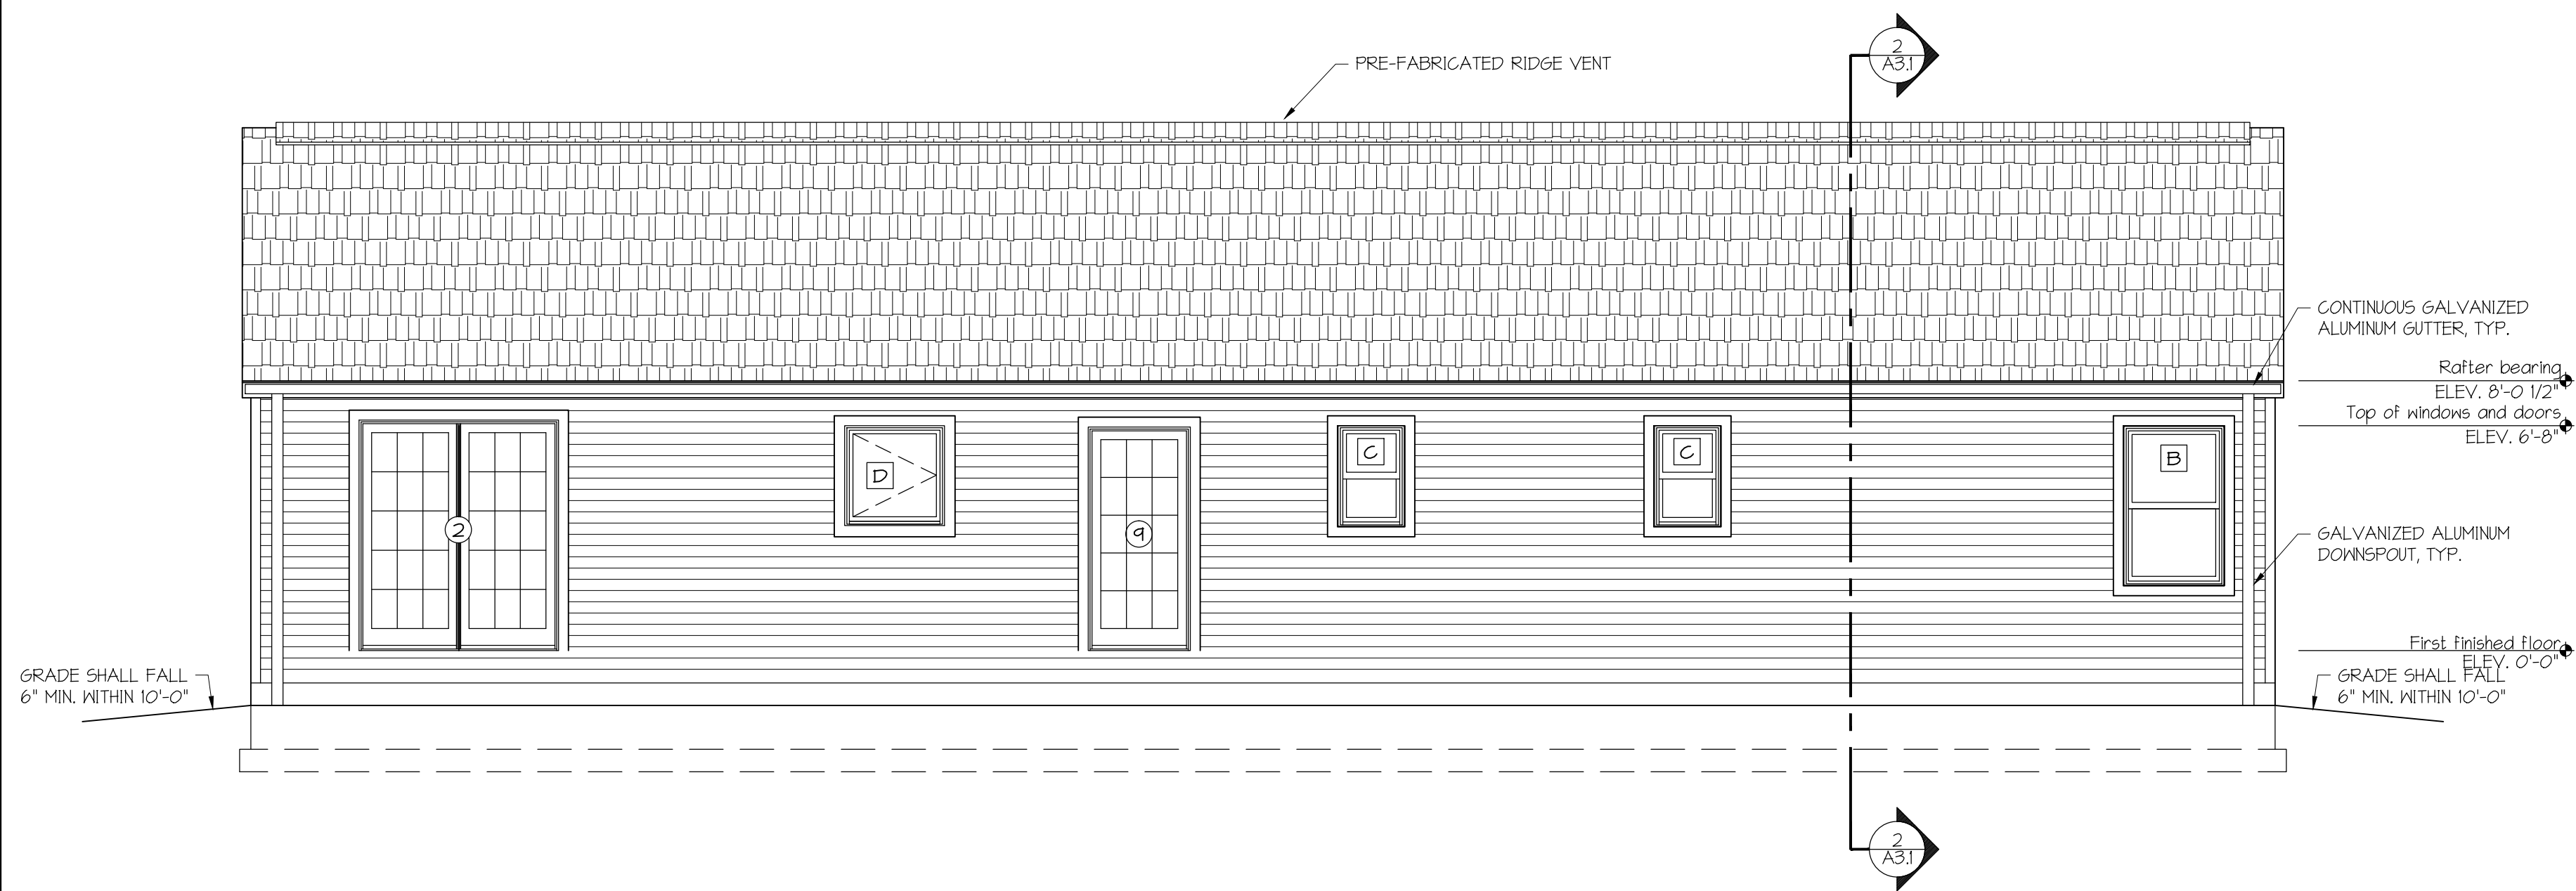 2
A3.1
PRE-FABRICATED RIDGE VENT
CONTINUOUS GALVANIZED
ALUMINUM GUTTER, TYP.
Rafter bearing
ELEV. 8'-0 1/2"
Top of windows and doors
ELEV. 6'-8"
C
C
B
D
2
9
GALVANIZED ALUMINUM
DOWNSPOUT, TYP.
First finished floor
ELEV. 0'-0"
GRADE SHALL FALL
6" MIN. WITHIN 10'-0"
GRADE SHALL FALL
6" MIN. WITHIN 10'-0"
2
A3.1